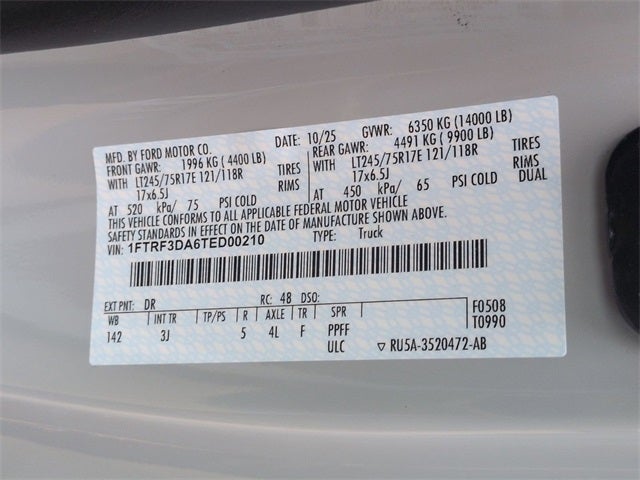 MFD. BY FORD MOTOR CO. DATE: 10/25 GVWR: 6350 KG (14000 LB)
FRONT GAWR: 1996 KG (4400 LB) REAR GAWR: 4491 KG (9900 LB)
WITH LT245/75R17E 121/118R TIRES WITH LT245/75R17E 121/118R TIRES
17x6.5J RIMS 17x6.5J RIMS
AT 520 kPa/ 75 PSI COLD AT 450 kPa/ 65 PSI COLD DUAL
THIS VEHICLE CONFORMS TO ALL APPLICABLE FEDERAL MOTOR VEHICLE
SAFETY STANDARDS IN EFFECT ON THE DATE OF MANUFACTURE SHOWN ABOVE.
VIN: 1FTRF3DA6TED00210 TYPE: Truck
EXT PNT: DR RC: 48 DSO: F0508
WB INT TR TP/PS R AXLE TR SPR T0990
142 3J 5 4L F PPFF
ULC ▽ RU5A-3520472-AB